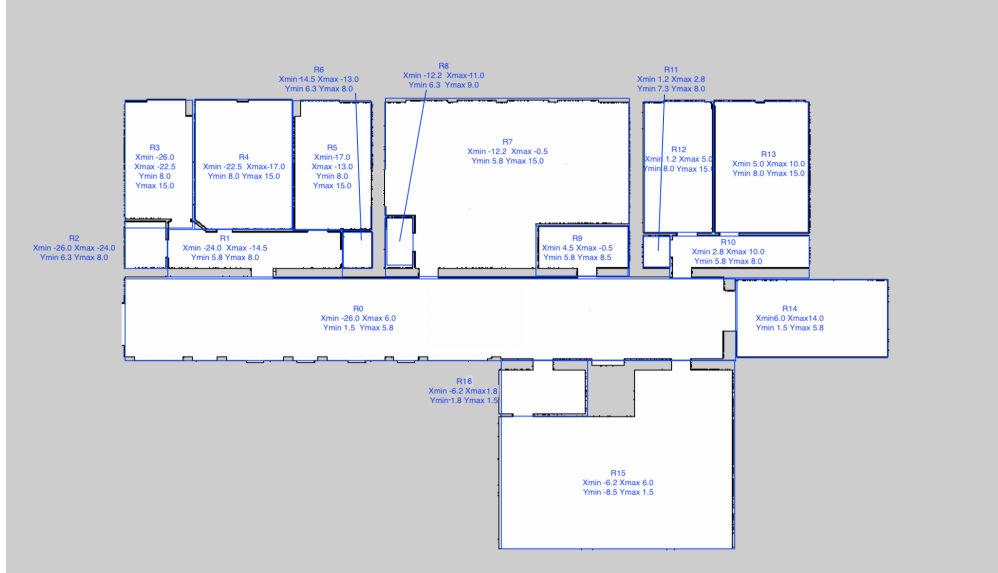 R6
Xmin -14.5 Xmax -13.0
Ymin 6.3 Ymax 8.0
R8
Xmin -12.2 Xmax -11.0
Ymin 6.3 Ymax 9.0
R11
Xmin 1.2 Xmax 2.8
Ymin 7.3 Ymax 8.0
R3
Xmin -26.0
Xmax -22.5
Ymin 8.0
Ymax 15.0
R4
Xmin -22.5 Xmax -17.0
Ymin 8.0 Ymax 15.0
R5
Xmin -17.0
Xmax -13.0
Ymin 8.0
Ymax 15.0
R7
Xmin -12.2 Xmax -0.5
Ymin 5.8 Ymax 15.0
R12
Xmin 1.2 Xmax 5.0
Ymin 8.0 Ymax 15.0
R13
Xmin 5.0 Xmax 10.0
Ymin 8.0 Ymax 15.0
R2
Xmin -26.0 Xmax -24.0
Ymin 6.3 Ymax 8.0
R1
Xmin -24.0 Xmax -14.5
Ymin 5.8 Ymax 8.0
R9
Xmin 4.5 Xmax -0.5
Ymin 5.8 Ymax 8.5
R10
Xmin 2.8 Xmax 10.0
Ymin 5.8 Ymax 8.0
R0
Xmin -26.0 Xmax 6.0
Ymin 1.5 Ymax 5.8
R14
Xmin6.0 Xmax14.0
Ymin 1.5 Ymax 5.8
R16
Xmin -6.2 Xmax1.8
Ymin-1.8 Ymax 1.5
R15
Xmin -6.2 Xmax 6.0
Ymin -8.5 Ymax 1.5